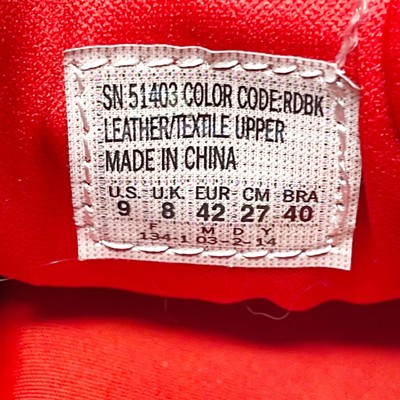 SN 51403 COLOR CODE:RDBK
LEATHER/TEXTILE UPPER
MADE IN CHINA
U.S. U.K. EUR CM BRA
9 8 42 27 40
F M D Y
194-1 03-2-14